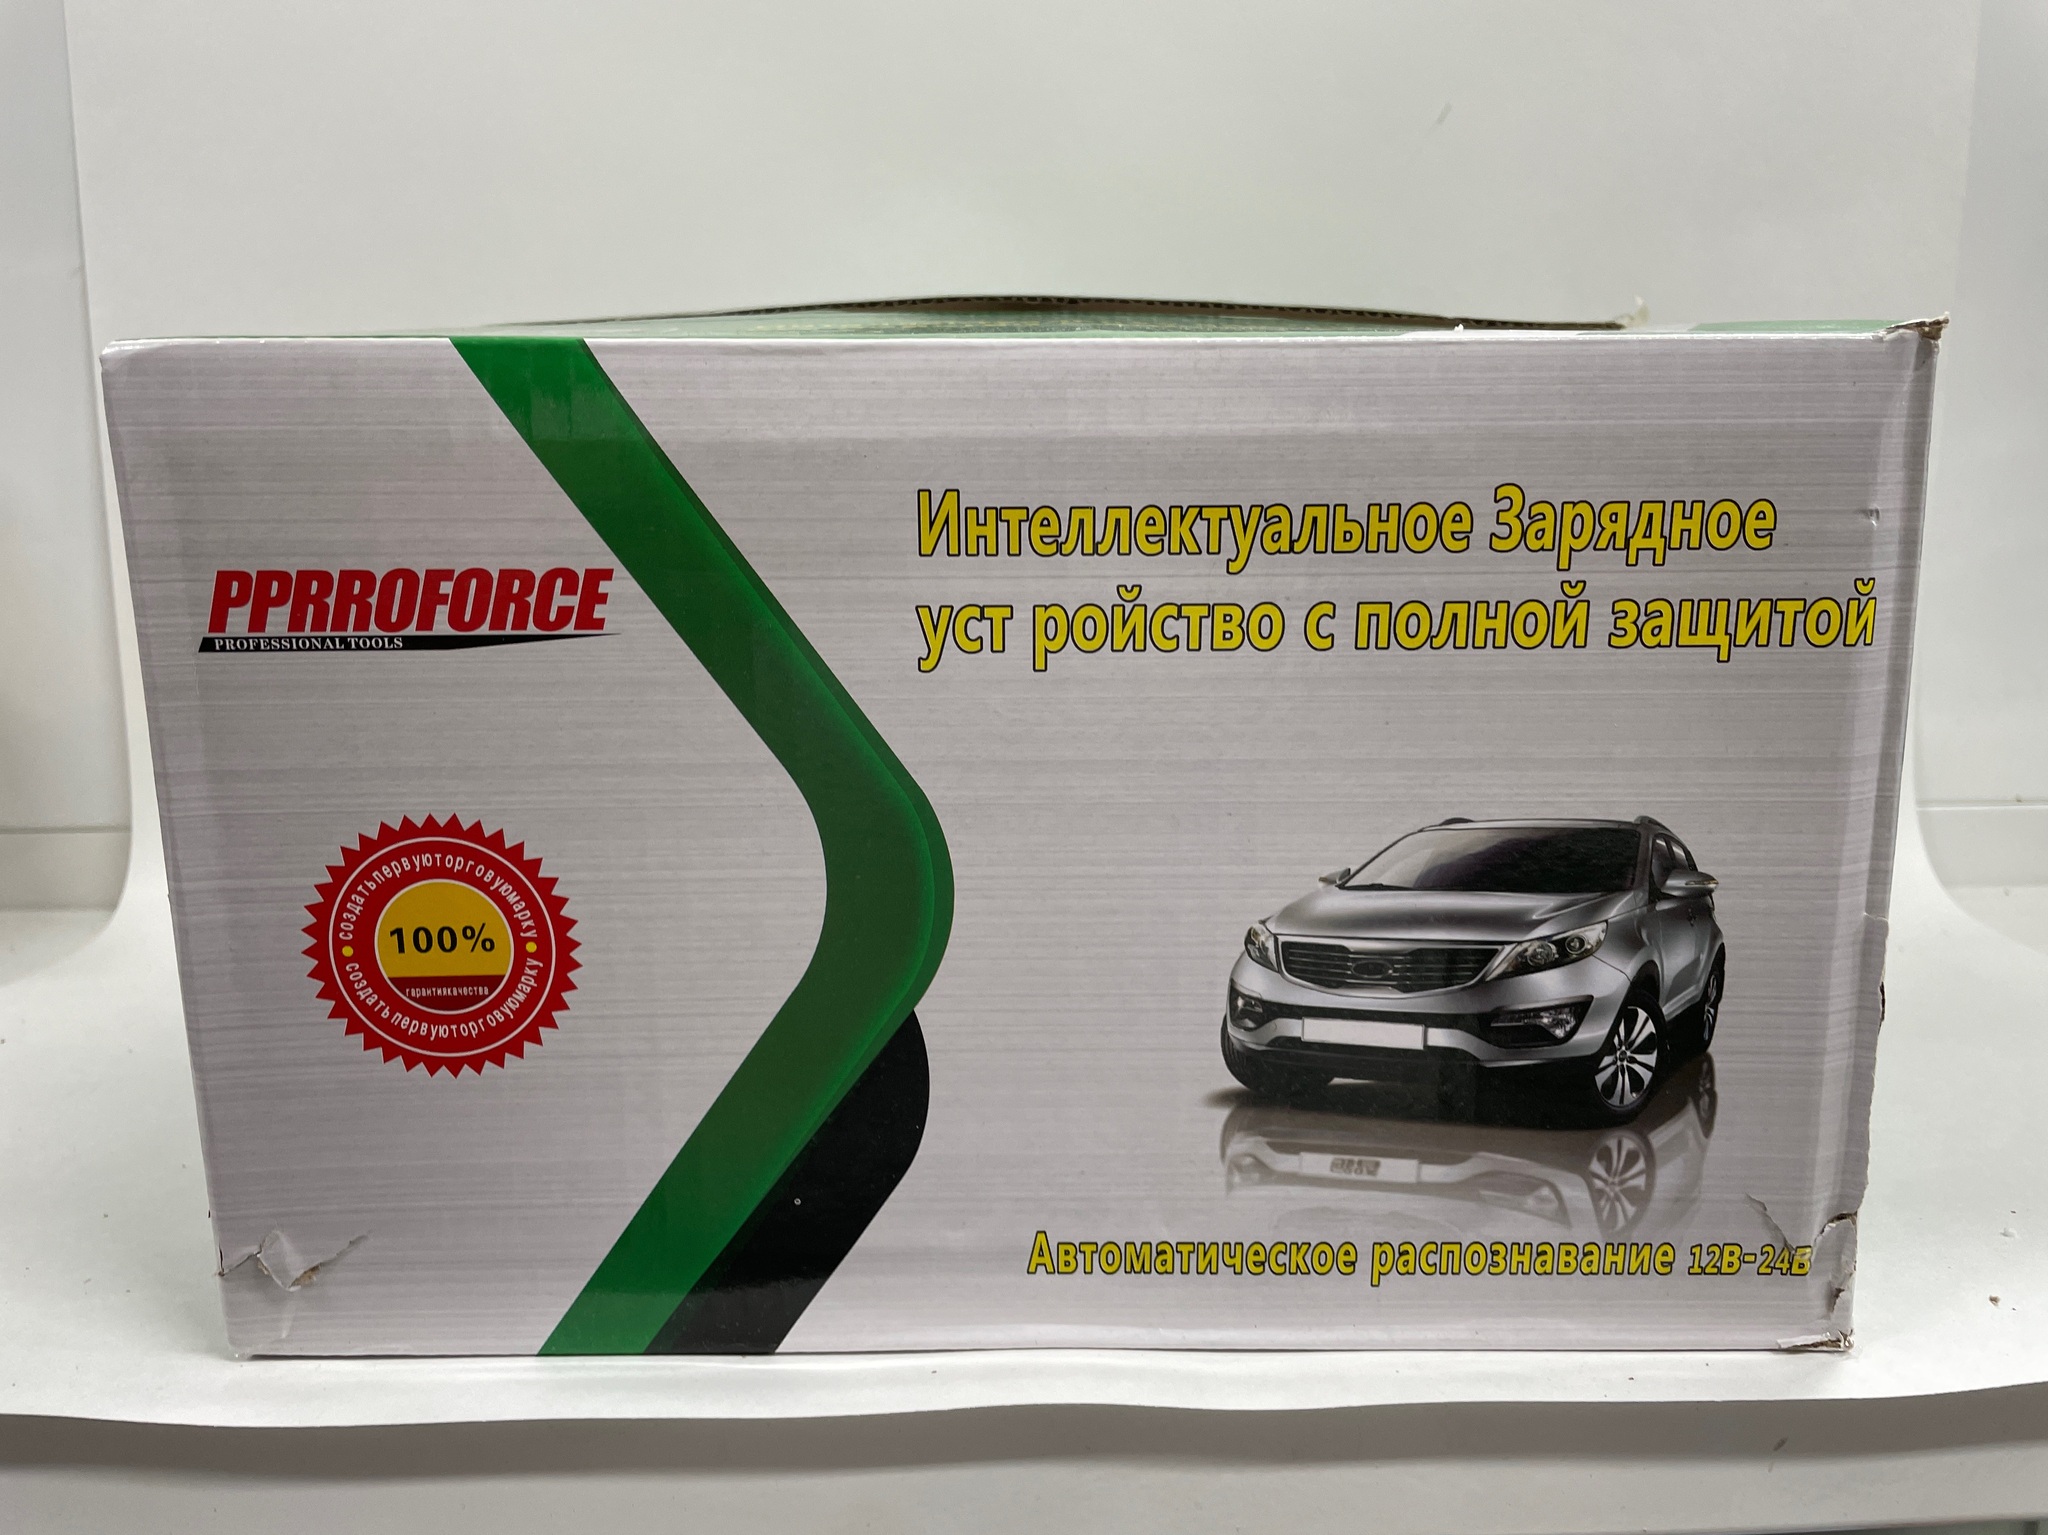 Интеллектуальное Зарядное
уст ройство с полной защитой
PPRROFORCE
PROFESSIONAL TOOLS
создатьпервуюторговуюмарку
100%
гарантиякачества
создатьпервуюторговуюмарку
Автоматическое распознавание 12В-24В